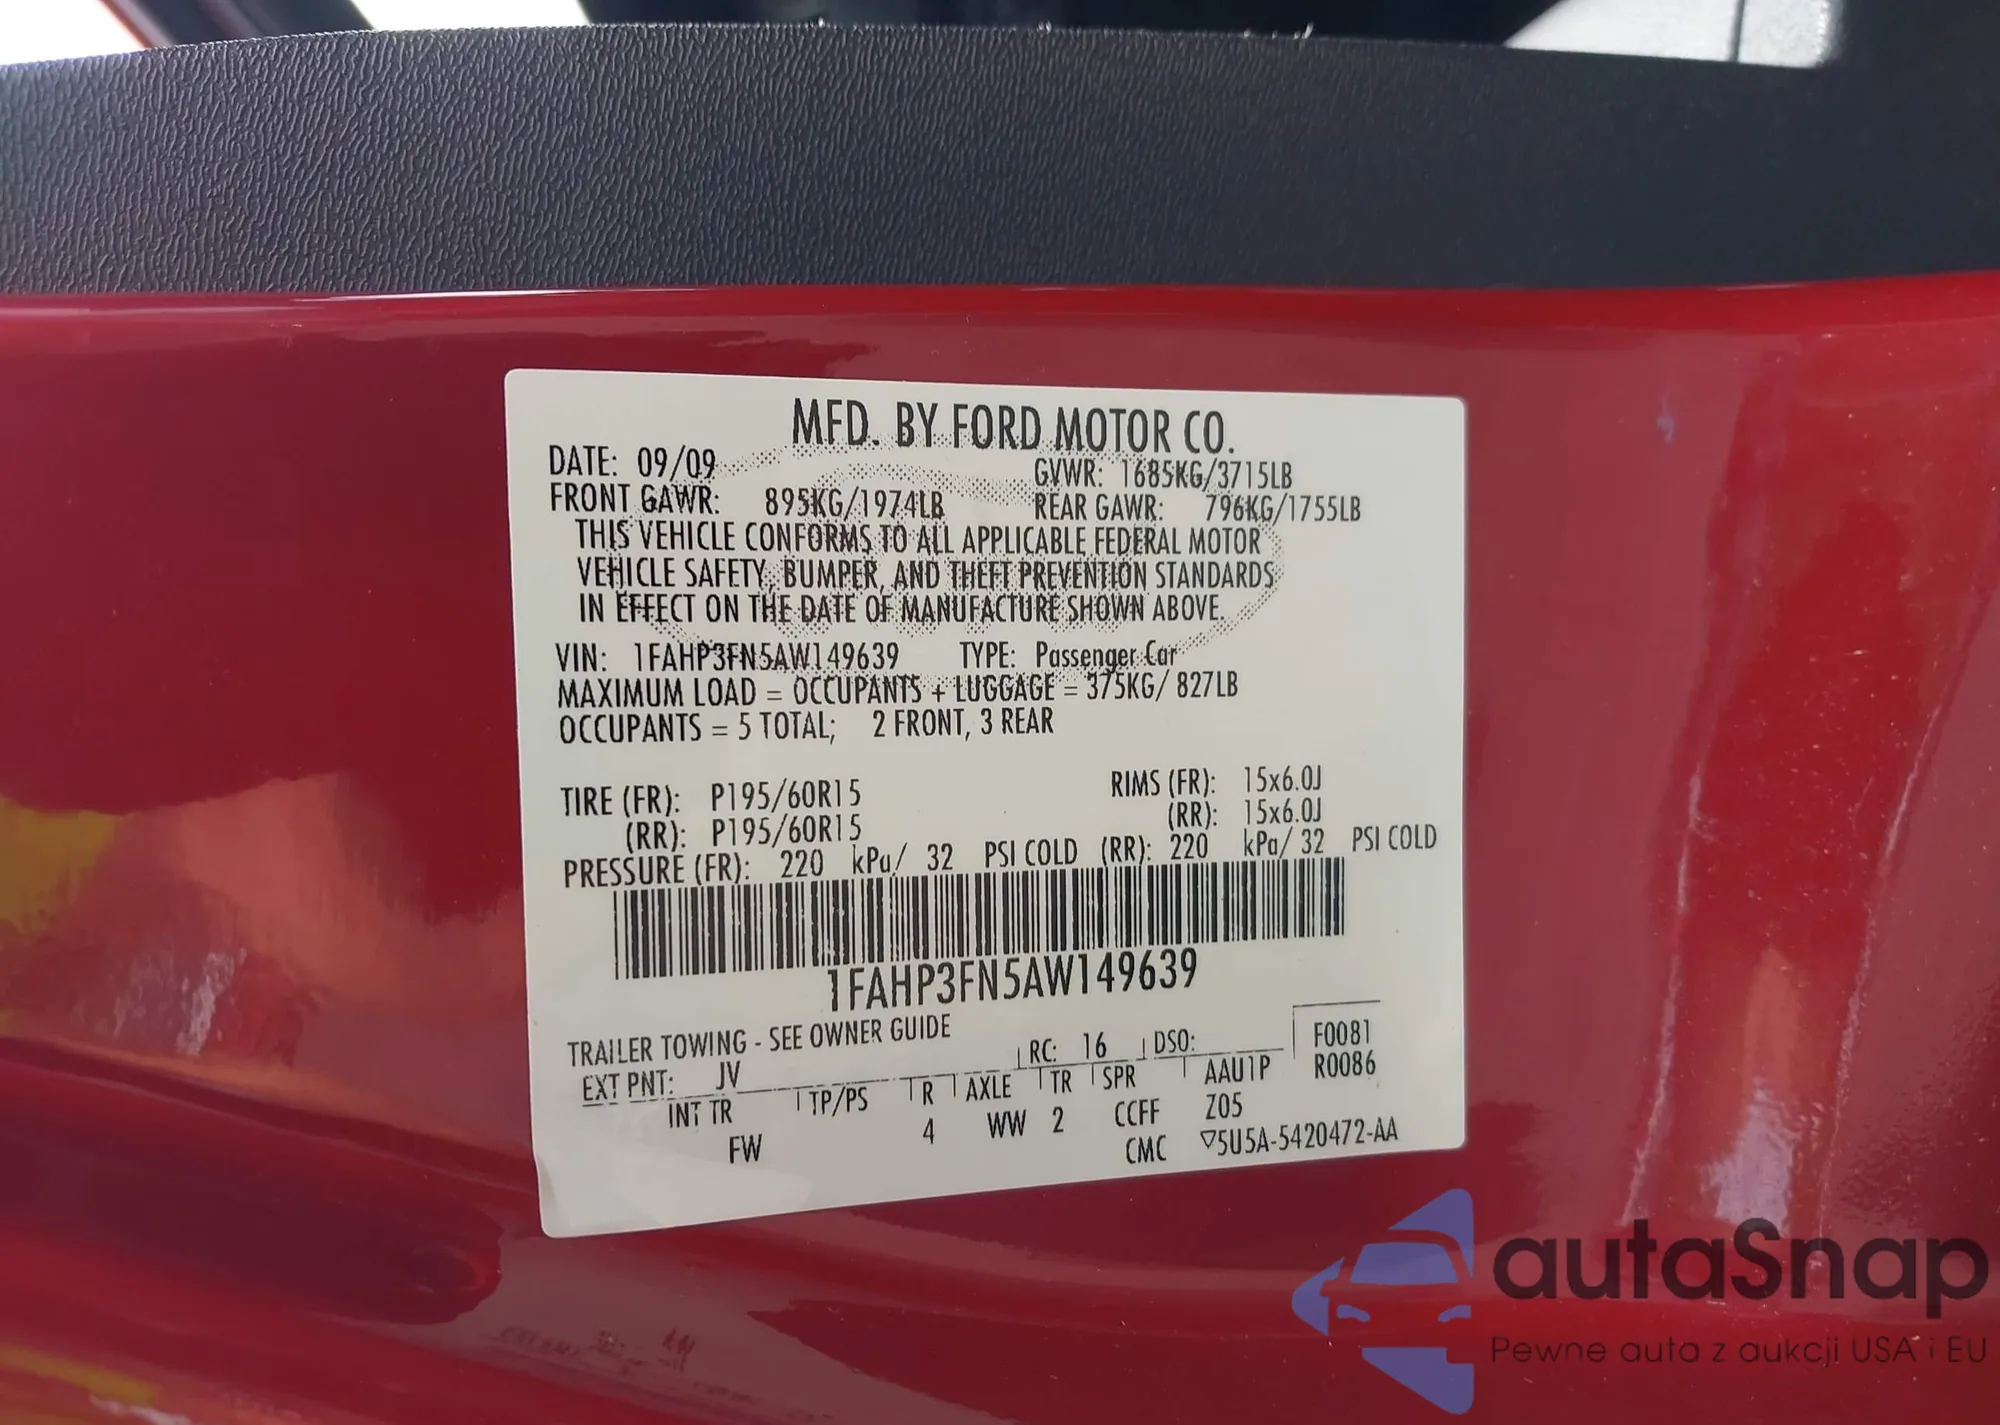 MFD. BY FORD MOTOR CO.
DATE: 09/09 GVWR: 1685KG/3715LB
FRONT GAWR: 895KG/1974LB REAR GAWR: 796KG/1755LB
THIS VEHICLE CONFORMS TO ALL APPLICABLE FEDERAL MOTOR
VEHICLE SAFETY, BUMPER, AND THEFT PREVENTION STANDARDS
IN EFFECT ON THE DATE OF MANUFACTURE SHOWN ABOVE.
VIN: 1FAHP3FN5AW149639 TYPE: Passenger Car
MAXIMUM LOAD = OCCUPANTS + LUGGAGE = 375KG/ 827LB
OCCUPANTS = 5 TOTAL; 2 FRONT, 3 REAR
TIRE (FR): P195/60R15 RIMS (FR): 15x6.0J
(RR): P195/60R15 (RR): 15x6.0J
PRESSURE (FR): 220 kPa/ 32 PSI COLD (RR): 220 kPa/ 32 PSI COLD
1FAHP3FN5AW149639
TRAILER TOWING - SEE OWNER GUIDE
EXT PNT: JV RC: 16 DSO: F0081
INT TR TP/PS R AXLE TR SPR AAU1P R0086
FW 4 WW 2 CCFF Z05
CMC ▽5U5A-5420472-AA
autaSnap
Pewne auta z aukcji USA i EU